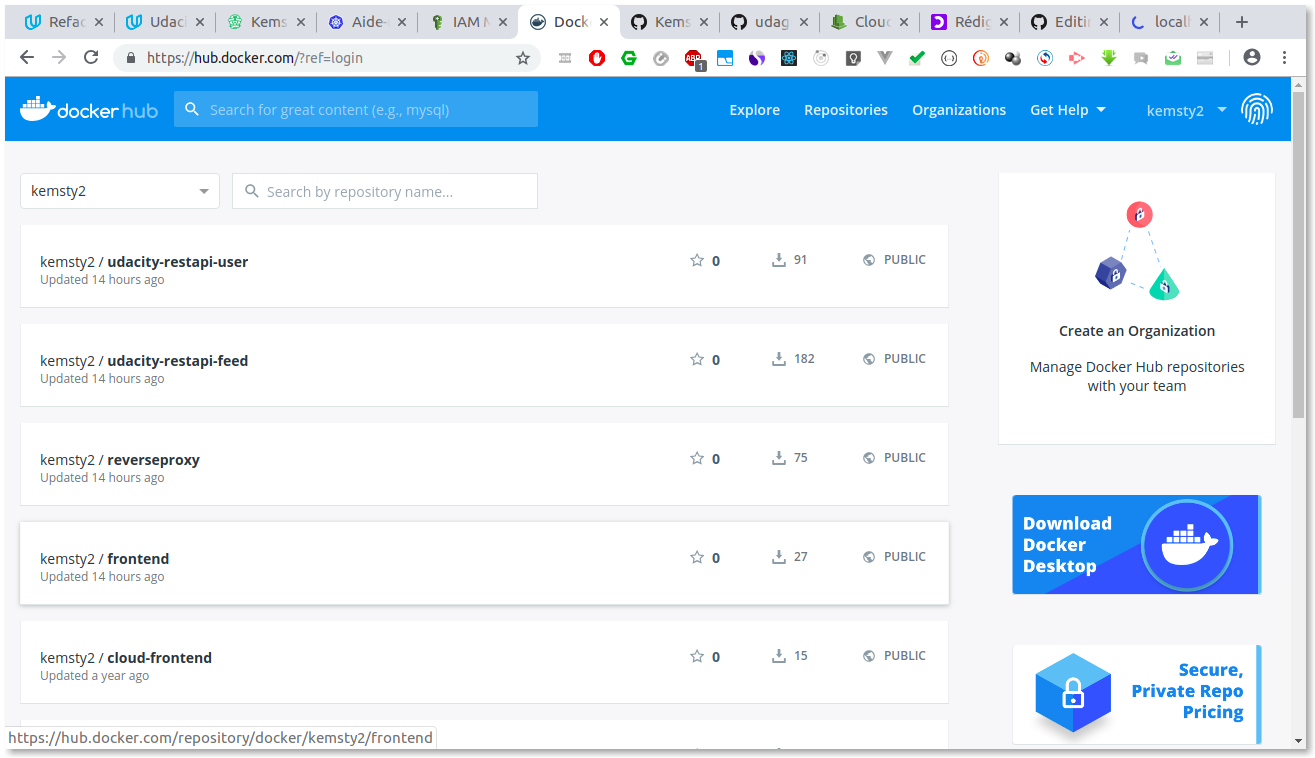 Refac
Udaci
Kems
Aide-
IAM M
Docke
Kems
udag
Clou
Rédig
Editin
locall
https://hub.docker.com/?ref=login
ABP
1
docker hub
Search for great content (e.g., mysql)
Explore
Repositories
Organizations
Get Help
kemsty2
kemsty2
Search by repository name...
kemsty2 / udacity-restapi-user
0
91
PUBLIC
Updated 14 hours ago
kemsty2 / udacity-restapi-feed
0
182
PUBLIC
Updated 14 hours ago
kemsty2 / reverseproxy
0
75
PUBLIC
Updated 14 hours ago
kemsty2 / frontend
0
27
PUBLIC
Updated 14 hours ago
kemsty2 / cloud-frontend
0
15
PUBLIC
Updated a year ago
Create an Organization
Manage Docker Hub repositories
with your team
Download
Docker
Desktop
Secure,
Private Repo
Pricing
https://hub.docker.com/repository/docker/kemsty2/frontend